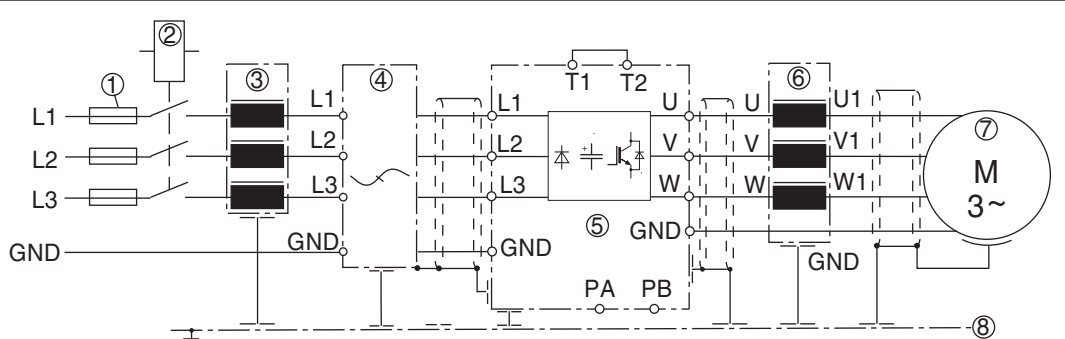 ②
T1 T2
① ③ ④ ⑥
L1 L1 L1 U U U1 ⑦
L2 L2 L2 V V V1 M
L3 L3 L3 W W W1 3~
⑤
GND GND GND GND GND
PA PB
⑧